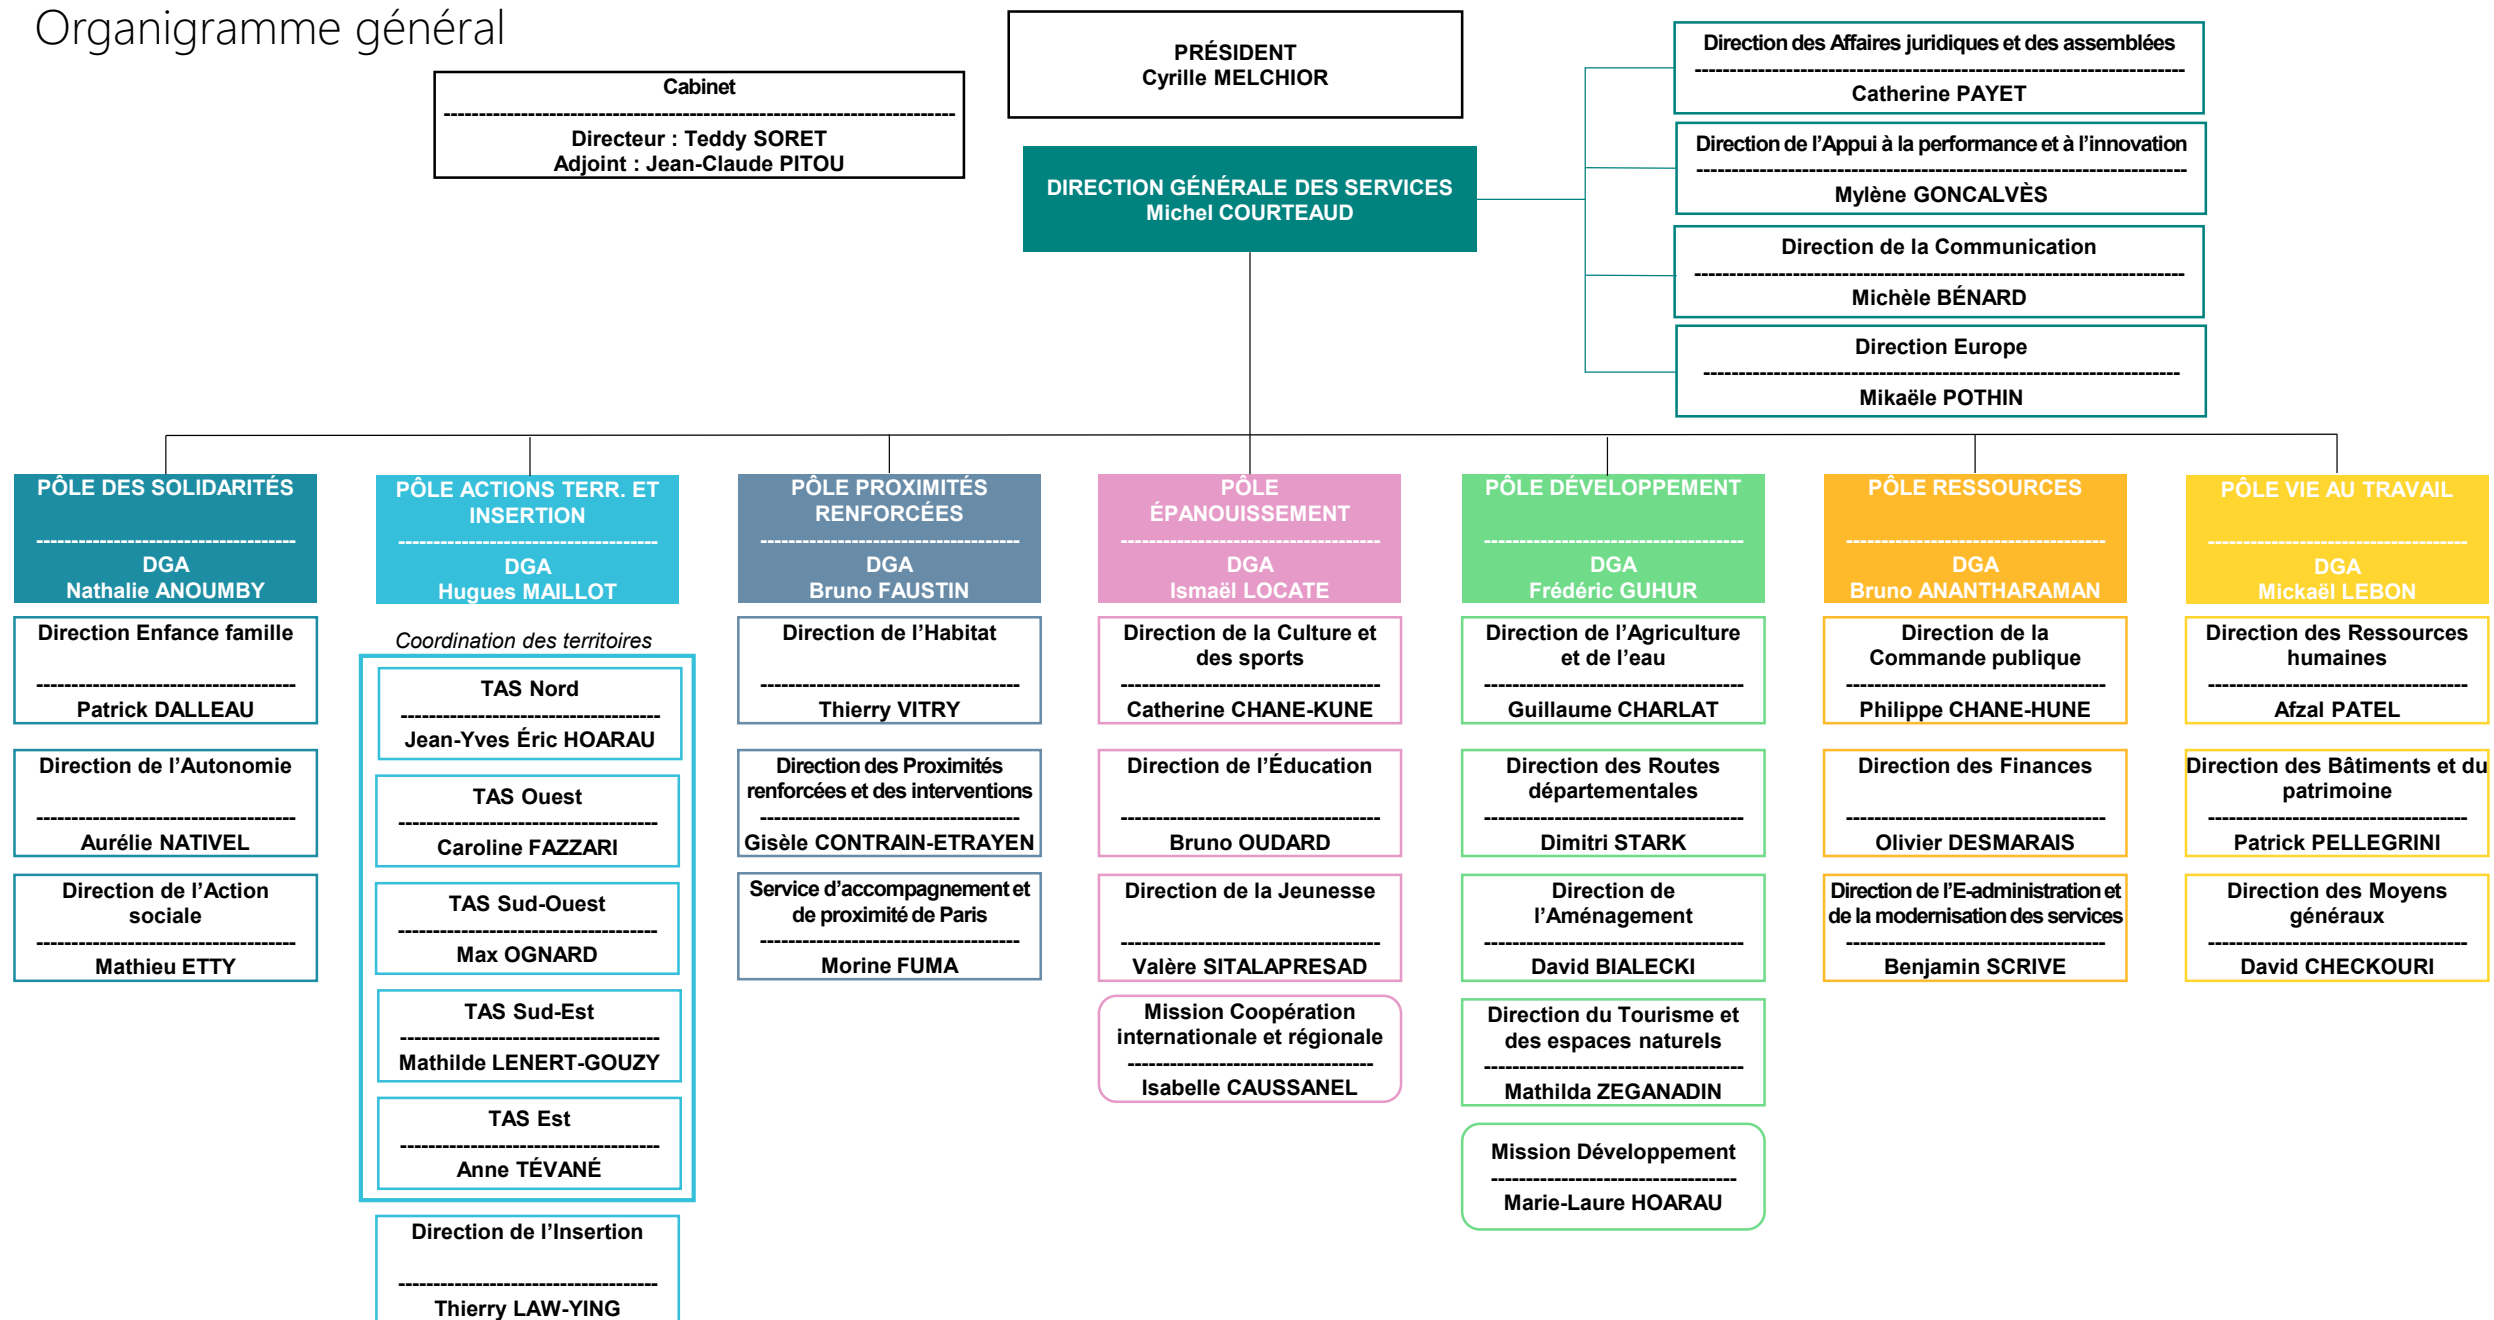 Organigramme général
PRÉSIDENT
Cyrille MELCHIOR
Cabinet
--------------------------------------------------------------------------
Directeur : Teddy SORET
Adjoint : Jean-Claude PITOU
DIRECTION GÉNÉRALE DES SERVICES
Michel COURTEAUD
Direction des Affaires juridiques et des assemblées
Catherine PAYET
Direction de l’Appui à la performance et à l’innovation
Mylène GONCALVÈS
Direction de la Communication
Michèle BÉNARD
Direction Europe
Mikaële POTHIN
PÔLE DES SOLIDARITÉS
DGA
Nathalie ANOUMBY
Direction Enfance famille
Patrick DALLEAU
Direction de l’Autonomie
Aurélie NATIVEL
Direction de l’Action
sociale
Mathieu ETTY
PÔLE ACTIONS TERR. ET
INSERTION
DGA
Hugues MAILLOT
Coordination des territoires
TAS Nord
Jean-Yves Éric HOARAU
TAS Ouest
Caroline FAZZARI
TAS Sud-Ouest
Max OGNARD
TAS Sud-Est
Mathilde LENERT-GOUZY
TAS Est
Anne TÉVANÉ
Direction de l’Insertion
Thierry LAW-YING
PÔLE PROXIMITÉS
RENFORCÉES
DGA
Bruno FAUSTIN
Direction de l’Habitat
Thierry VITRY
Direction des Proximités
renforcées et des interventions
Gisèle CONTRAIN-ETRAYEN
Service d’accompagnement et
de proximité de Paris
Morine FUMA
PÔLE
ÉPANOUISSEMENT
DGA
Ismaël LOCATE
Direction de la Culture et
des sports
Catherine CHANE-KUNE
Direction de l’Éducation
Bruno OUDARD
Direction de la Jeunesse
Valère SITALAPRESAD
Mission Coopération
internationale et régionale
Isabelle CAUSSANEL
PÔLE DÉVELOPPEMENT
DGA
Frédéric GUHUR
Direction de l’Agriculture
et de l’eau
Guillaume CHARLAT
Direction des Routes
départementales
Dimitri STARK
Direction de
l’Aménagement
David BIALECKI
Direction du Tourisme et
des espaces naturels
Mathilda ZEGANADIN
Mission Développement
Marie-Laure HOARAU
PÔLE RESSOURCES
DGA
Bruno ANANTHARAMAN
Direction de la
Commande publique
Philippe CHANE-HUNE
Direction des Finances
Olivier DESMARAIS
Direction de l’E-administration et
de la modernisation des services
Benjamin SCRIVE
PÔLE VIE AU TRAVAIL
DGA
Mickaël LEBON
Direction des Ressources
humaines
Afzal PATEL
Direction des Bâtiments et du
patrimoine
Patrick PELLEGRINI
Direction des Moyens
généraux
David CHECKOURI